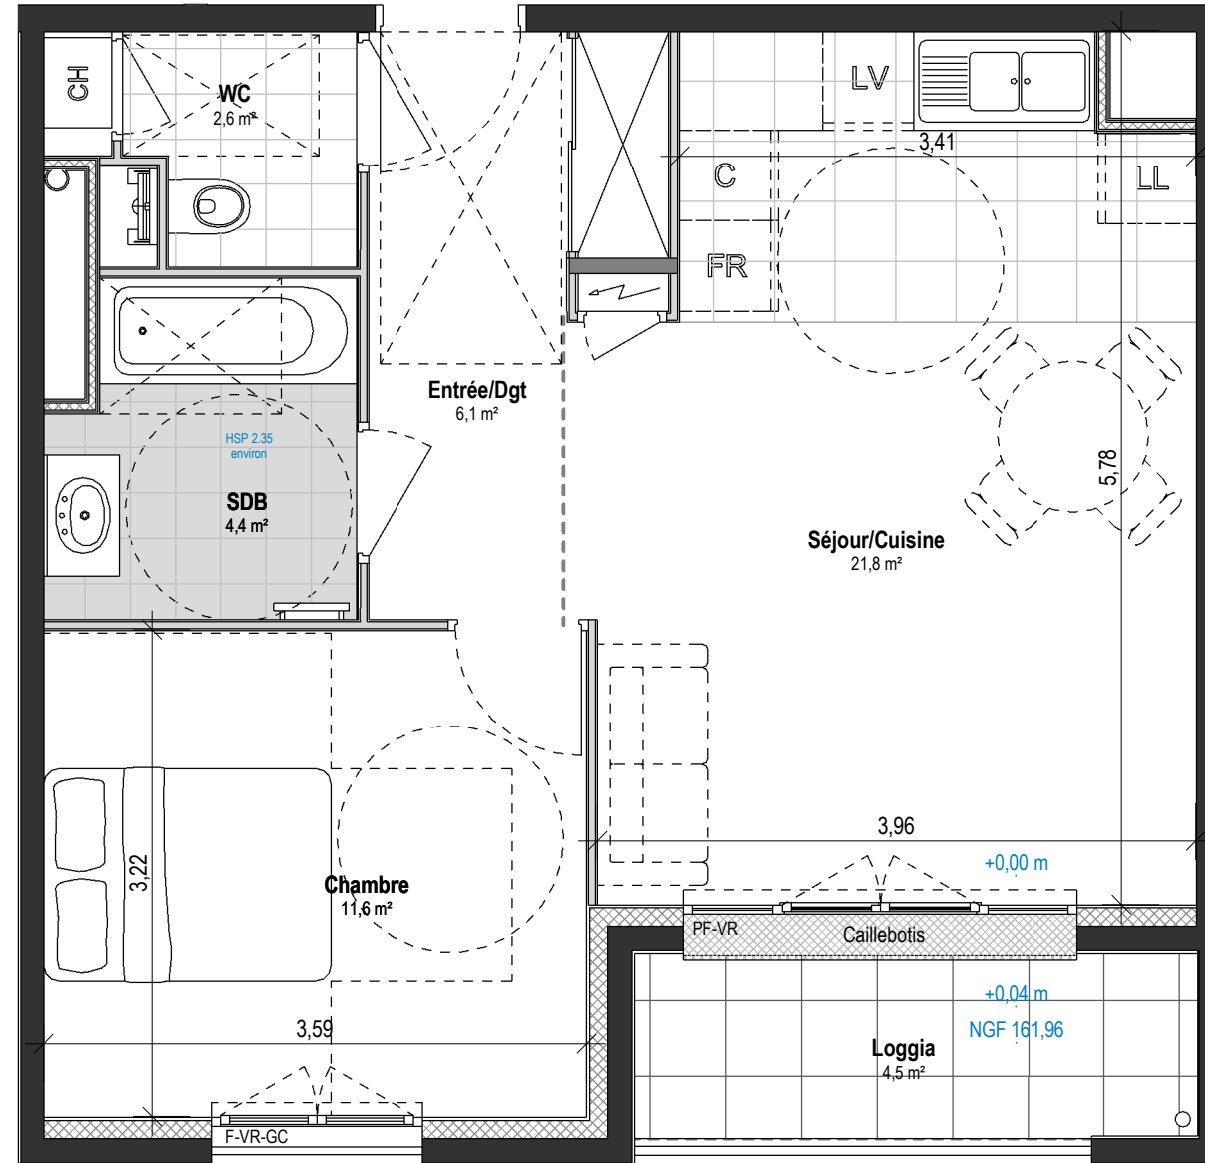 CH
WC
2,6 m²
LV
3,41
C
LL
FR
Entrée/Dgt
6,1 m²
HSP 2.35
environ
SDB
4,4 m²
5,78
Séjour/Cuisine
21,8 m²
3,96
+0,00 m
3,22
Chambre
11,6 m²
PF-VR
Caillebotis
+0,04 m
NGF 161,96
3,59
Loggia
4,5 m²
F-VR-GC